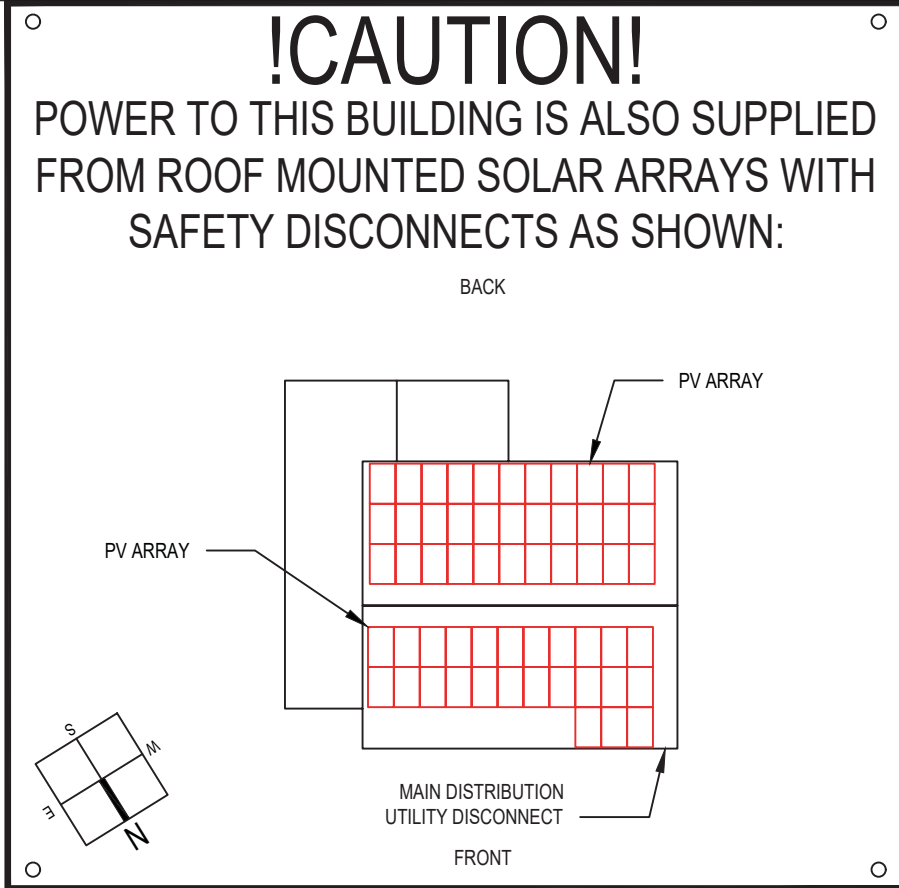 !CAUTION!
POWER TO THIS BUILDING IS ALSO SUPPLIED
FROM ROOF MOUNTED SOLAR ARRAYS WITH
SAFETY DISCONNECTS AS SHOWN:
BACK
PV ARRAY
PV ARRAY
S
W
E
N
MAIN DISTRIBUTION
UTILITY DISCONNECT
FRONT